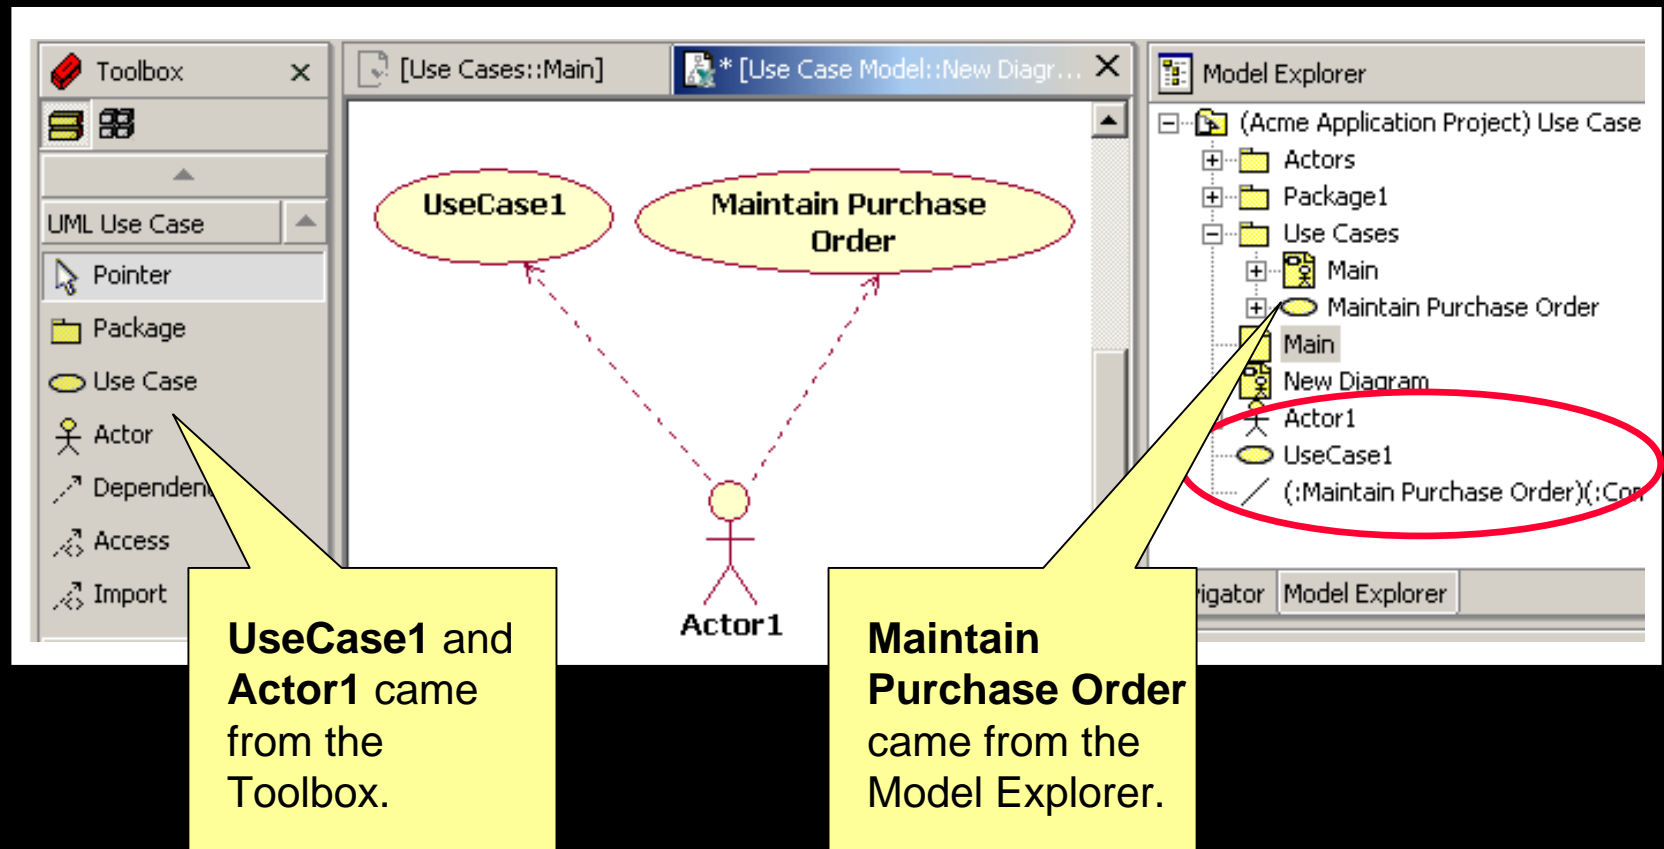 Toolbox
UML Use Case
Pointer
Package
Use Case
Actor
Dependen
Access
Import
[Use Cases::Main]
* [Use Case Model::New Diagr...
UseCase1
Maintain Purchase
Order
Actor1
Model Explorer
(Acme Application Project) Use Case
Actors
Package1
Use Cases
Main
Maintain Purchase Order
Main
New Diagram
Actor1
UseCase1
(:Maintain Purchase Order)(:Con
vigator
Model Explorer
UseCase1 and
Actor1 came
from the
Toolbox.
Maintain
Purchase Order
came from the
Model Explorer.